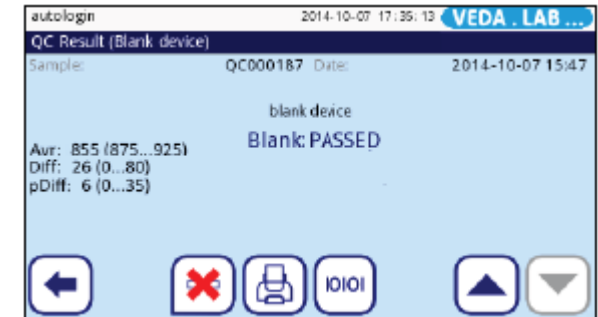 autologin 2014-10-07 17:35:13 VEDA . LAB ...
QC Result (Blank device)
Sample: QC000187 Date: 2014-10-07 15:47
blank device
Blank: PASSED
Avr: 855 (875...925)
Diff: 26 (0...80)
pDiff: 6 (0...35)
IOIOI